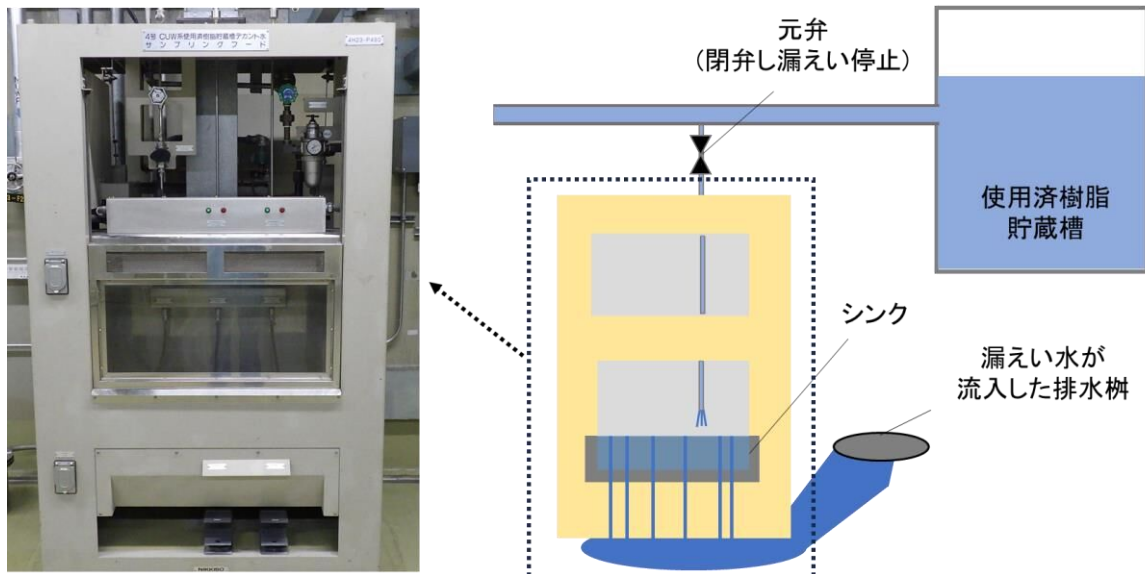 4号 CUW系使用済樹脂貯蔵槽デカント水
サンプリングフード
元弁
(閉弁し漏えい停止)
使用済樹脂
貯蔵槽
シンク
漏えい水が
流入した排水桝